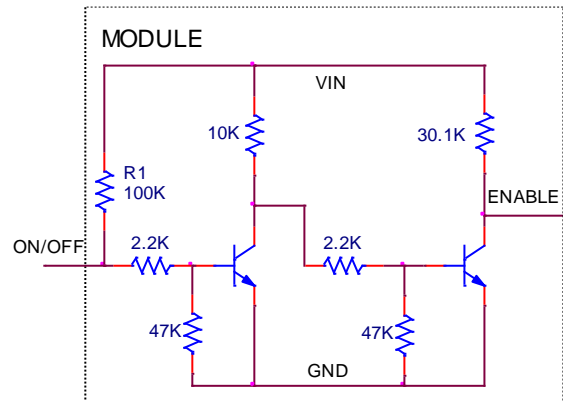 MODULE
VIN
10K
30.1K
R1
100K
ENABLE
ON/OFF
2.2K
2.2K
47K
47K
GND